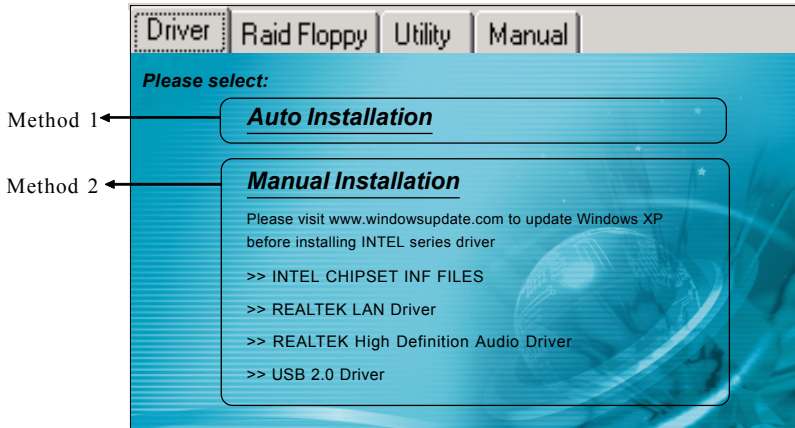 Driver Raid Floppy Utility Manual
Please select:
Method 1
Auto Installation
Method 2
Manual Installation
Please visit www.windowsupdate.com to update Windows XP
before installing INTEL series driver
>> INTEL CHIPSET INF FILES
>> REALTEK LAN Driver
>> REALTEK High Definition Audio Driver
>> USB 2.0 Driver